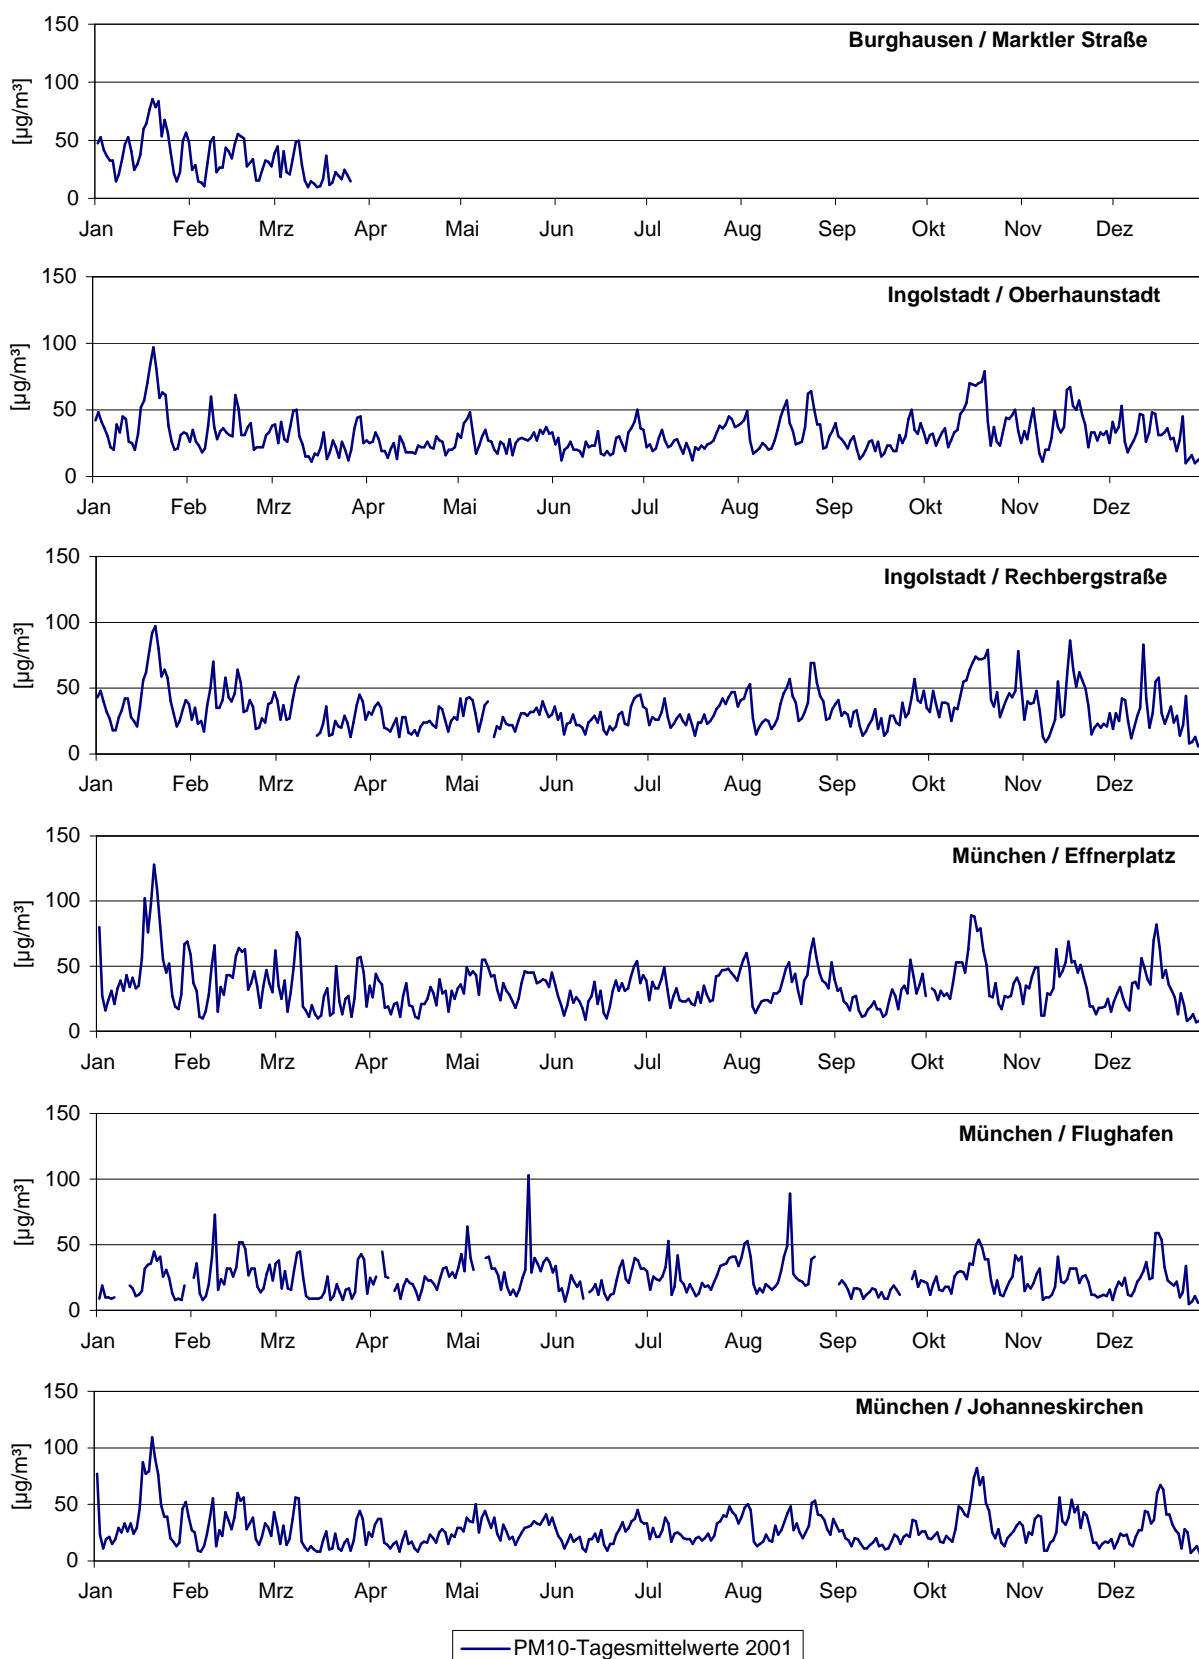 150
Burghausen / Marktler Straße
100
[µg/m³]
50
0
Jan Feb Mrz Apr Mai Jun Jul Aug Sep Okt Nov Dez
150
Ingolstadt / Oberhaunstadt
100
[µg/m³]
50
0
Jan Feb Mrz Apr Mai Jun Jul Aug Sep Okt Nov Dez
150
Ingolstadt / Rechbergstraße
100
[µg/m³]
50
0
Jan Feb Mrz Apr Mai Jun Jul Aug Sep Okt Nov Dez
150
München / Effnerplatz
100
[µg/m³]
50
0
Jan Feb Mrz Apr Mai Jun Jul Aug Sep Okt Nov Dez
150
München / Flughafen
100
[µg/m³]
50
0
Jan Feb Mrz Apr Mai Jun Jul Aug Sep Okt Nov Dez
150
München / Johanneskirchen
100
[µg/m³]
50
0
Jan Feb Mrz Apr Mai Jun Jul Aug Sep Okt Nov Dez
PM10-Tagesmittelwerte 2001